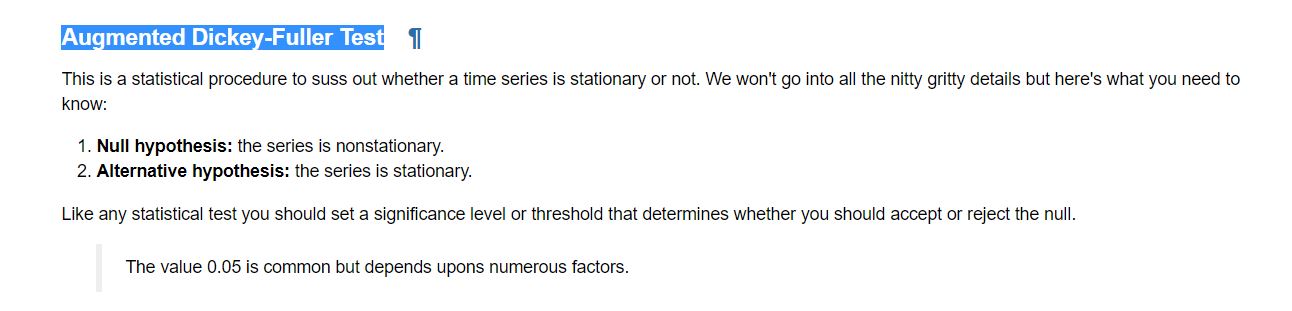 Augmented Dickey-Fuller Test ¶
This is a statistical procedure to suss out whether a time series is stationary or not. We won't go into all the nitty gritty details but here's what you need to
know:
1. Null hypothesis: the series is nonstationary.
2. Alternative hypothesis: the series is stationary.
Like any statistical test you should set a significance level or threshold that determines whether you should accept or reject the null.
The value 0.05 is common but depends upons numerous factors.